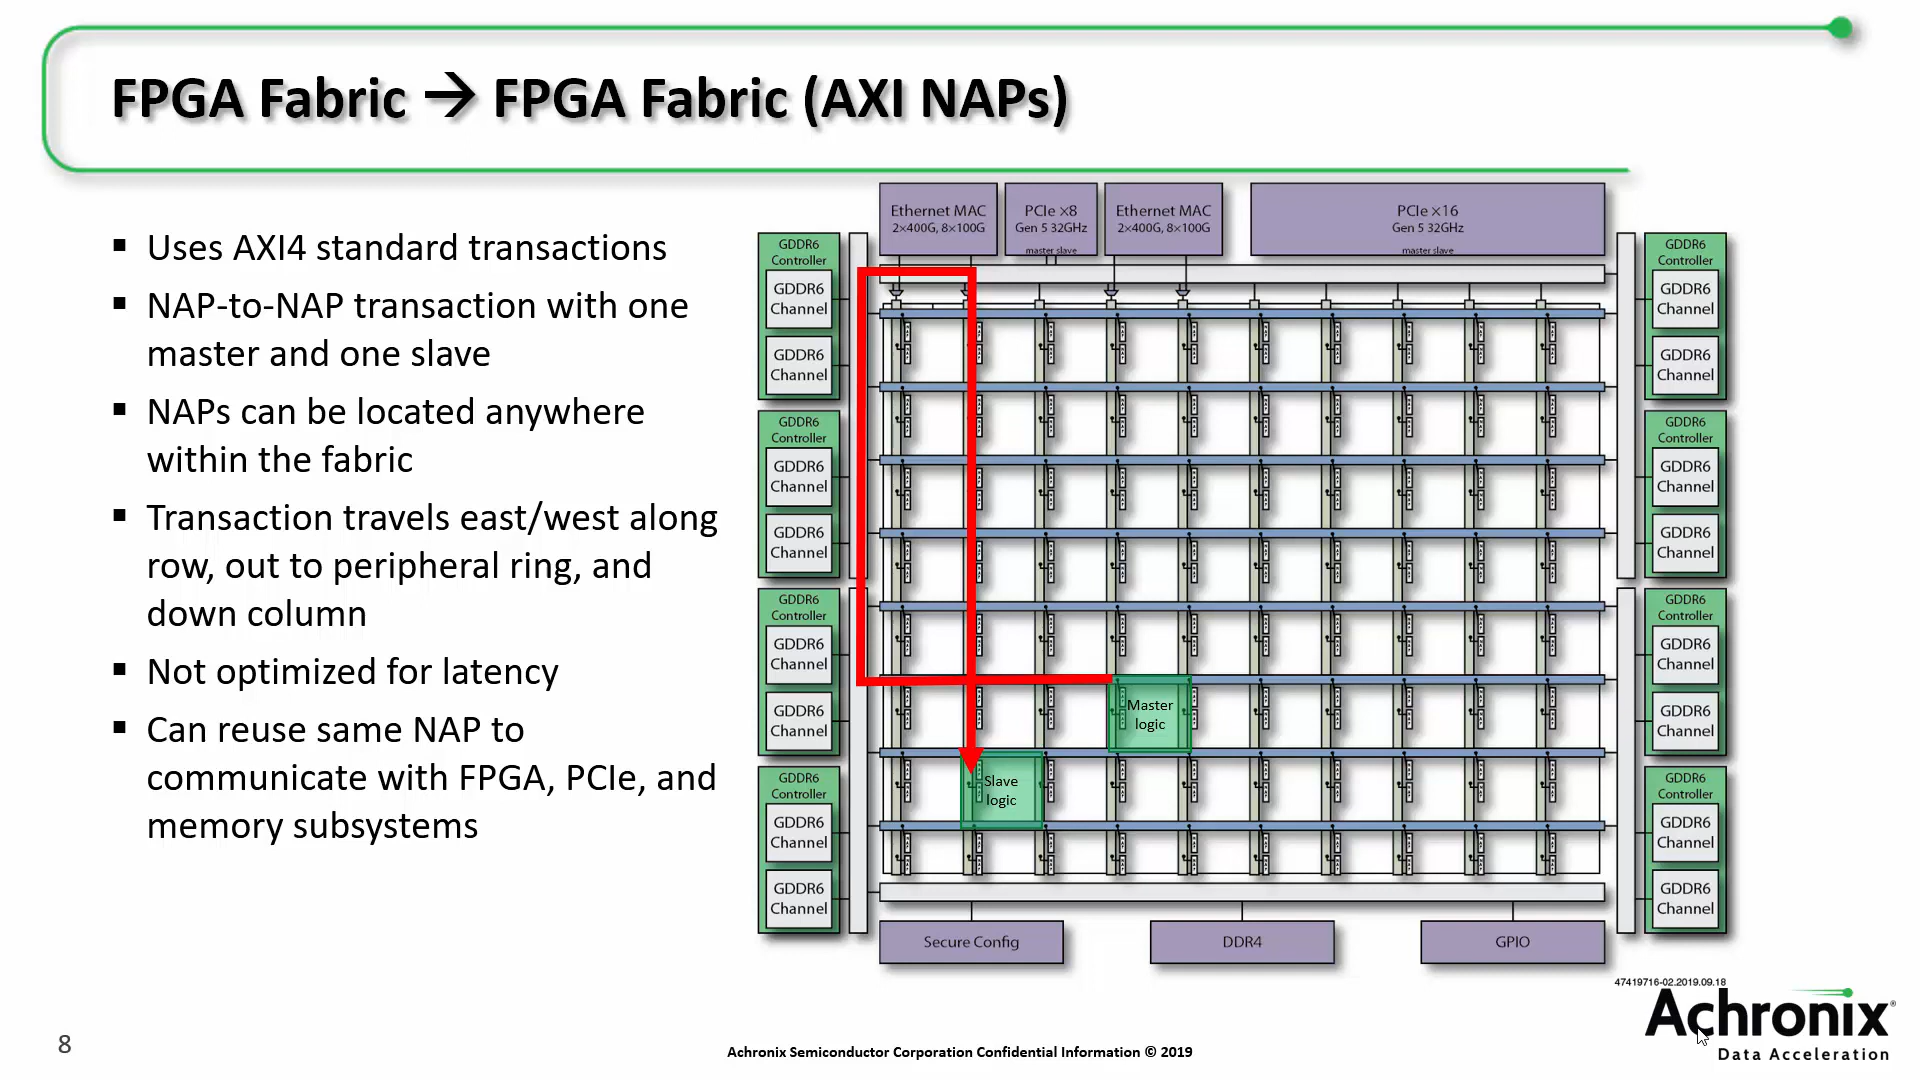 FPGA Fabric → FPGA Fabric (AXI NAPs)
▪ Uses AXI4 standard transactions
▪ NAP-to-NAP transaction with one
master and one slave
▪ NAPs can be located anywhere
within the fabric
▪ Transaction travels east/west along
row, out to peripheral ring, and
down column
▪ Not optimized for latency
▪ Can reuse same NAP to
communicate with FPGA, PCIe, and
memory subsystems
Ethernet MAC
2×400G, 8×100G
PCIe ×8
Gen 5 32GHz
master slave
Ethernet MAC
2×400G, 8×100G
PCIe ×16
Gen 5 32GHz
master slave
GDDR6
Controller
GDDR6
Channel
GDDR6
Channel
GDDR6
Controller
GDDR6
Channel
GDDR6
Channel
GDDR6
Controller
GDDR6
Channel
GDDR6
Channel
GDDR6
Controller
GDDR6
Channel
GDDR6
Channel
Master
logic
Slave
logic
GDDR6
Controller
GDDR6
Channel
GDDR6
Channel
GDDR6
Controller
GDDR6
Channel
GDDR6
Channel
GDDR6
Controller
GDDR6
Channel
GDDR6
Channel
GDDR6
Controller
GDDR6
Channel
GDDR6
Channel
Secure Config
DDR4
GPIO
47419716-02.2019.09.18
Achronix®
Data Acceleration
8
Achronix Semiconductor Corporation Confidential Information © 2019